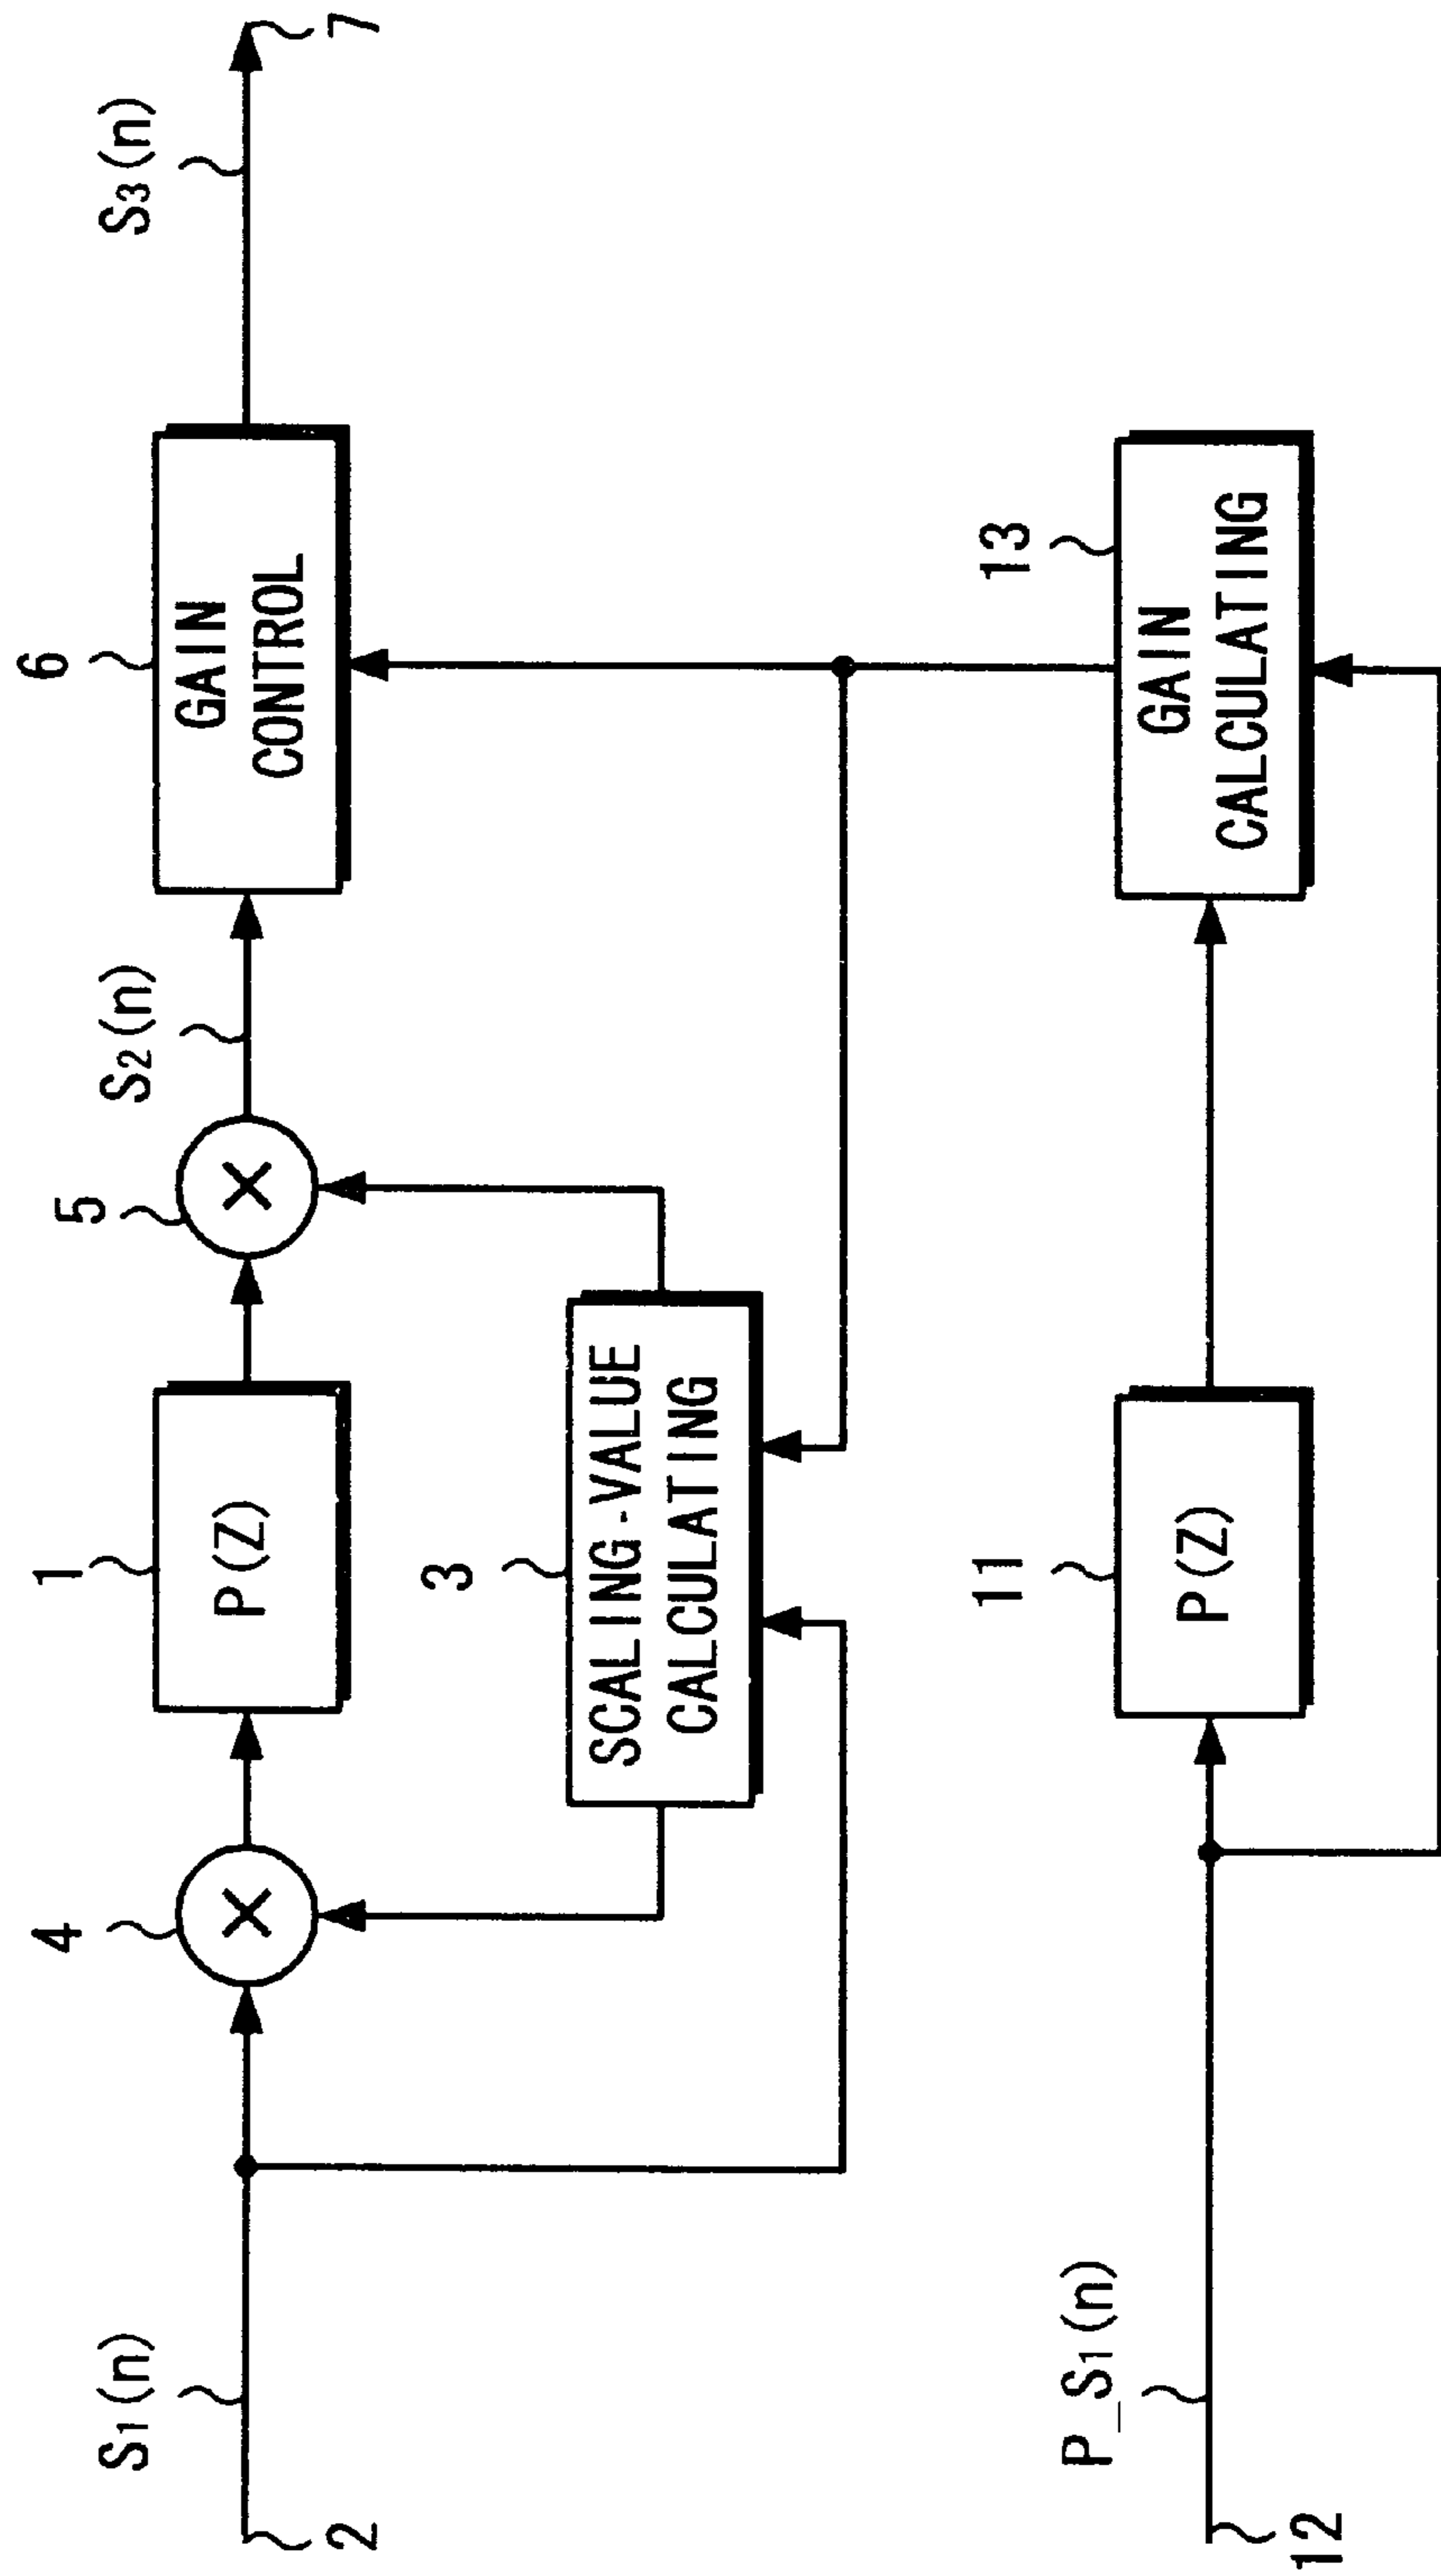 S1(n)
2
4
1
P(Z)
5
S2(n)
6
GAIN
CONTROL
S3(n)
7
3
SCALING-VALUE
CALCULATING
P_S1(n)
12
11
P(Z)
13
GAIN
CALCULATING